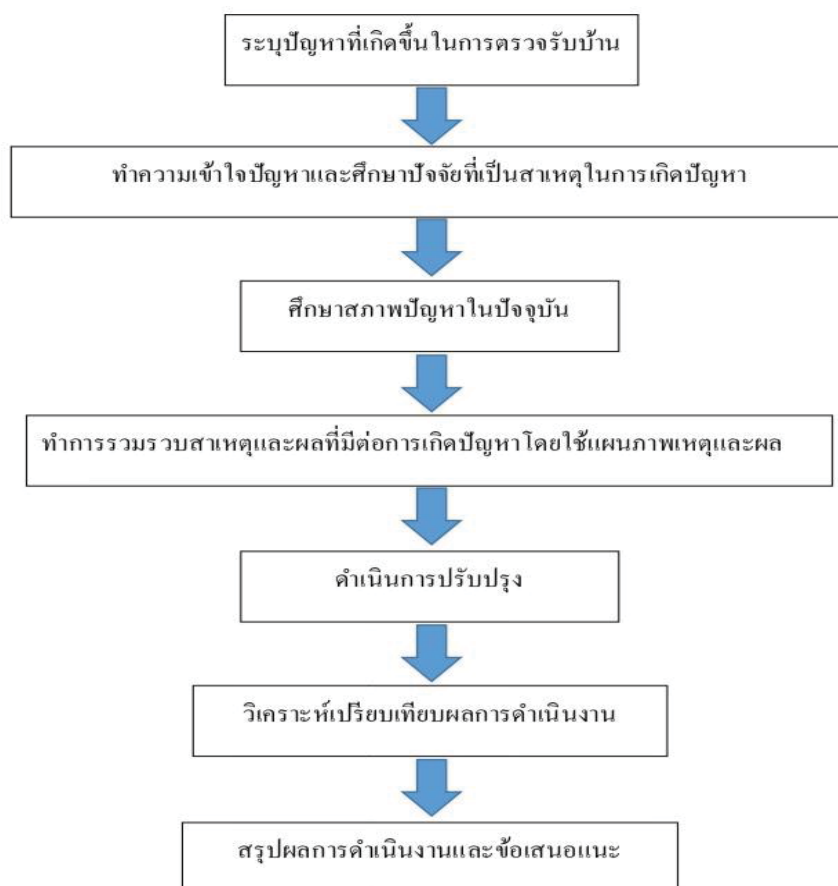 ระบุปัญหาที่เกิดขึ้นในการตรวจรับบ้าน
ทำความเข้าใจปัญหาและศึกษาปัจจัยที่เป็นสาเหตุในการเกิดปัญหา
ศึกษาสภาพปัญหาในปัจจุบัน
ทำการรวมรวบสาเหตุและผลที่มีต่อการเกิดปัญหาโดยใช้แผนภาพเหตุและผล
ดำเนินการปรับปรุง
วิเคราะห์เปรียบเทียบผลการดำเนินงาน
สรุปผลการดำเนินงานและข้อเสนอแนะ